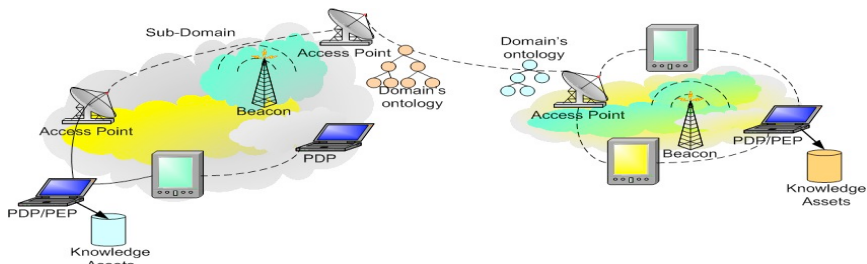 Sub-Domain
Access Point
Domain's
ontology
Beacon
Access Point
PDP
PDP/PEP
Knowledge
Assets
Domain's
ontology
Access Point
Beacon
PDP/PEP
Knowledge
Assets